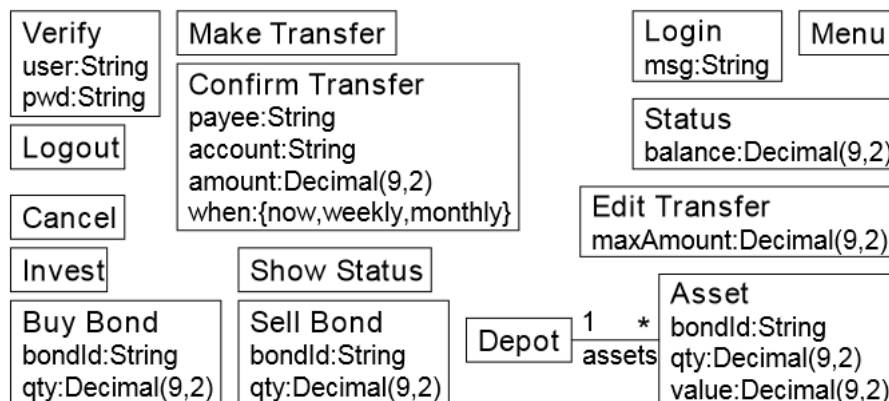 Verify
user:String
pwd:String
Make Transfer
Login
msg:String
Menu
Confirm Transfer
payee:String
account:String
amount:Decimal(9,2)
when:{now,weekly,monthly}
Logout
Status
balance:Decimal(9,2)
Cancel
Edit Transfer
maxAmount:Decimal(9,2)
Invest
Show Status
Buy Bond
bondId:String
qty:Decimal(9,2)
Sell Bond
bondId:String
qty:Decimal(9,2)
Depot
1 *
assets
Asset
bondId:String
qty:Decimal(9,2)
value:Decimal(9,2)